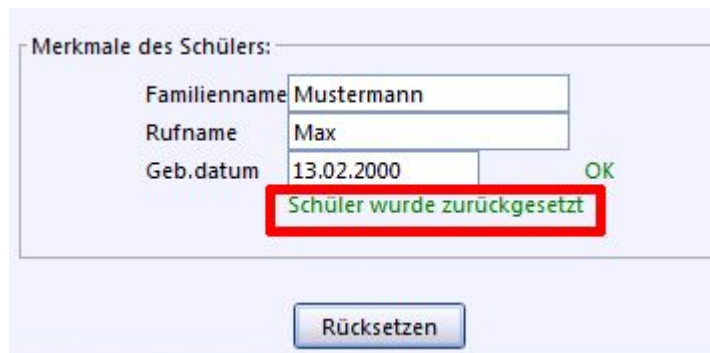 Merkmale des Schülers:
Familienname Mustermann
Rufname Max
Geb.datum 13.02.2000 OK
Schüler wurde zurückgesetzt
Rücksetzen